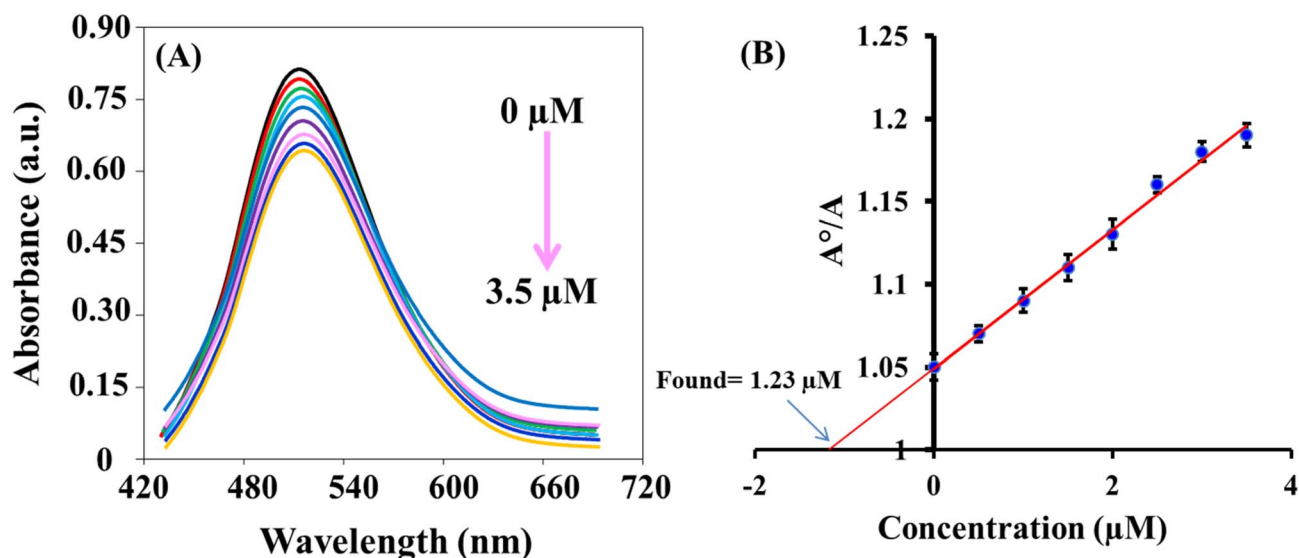 (A)
Absorbance (a.u.)
0.90
0.75
0.60
0.45
0.30
0.15
0
420 480 540 600 660 720
Wavelength (nm)
0 µM
3.5 µM
(B)
A°/A
1.25
1.2
1.15
1.1
1.05
1
-2 0 2 4
Concentration (µM)
Found= 1.23 µM